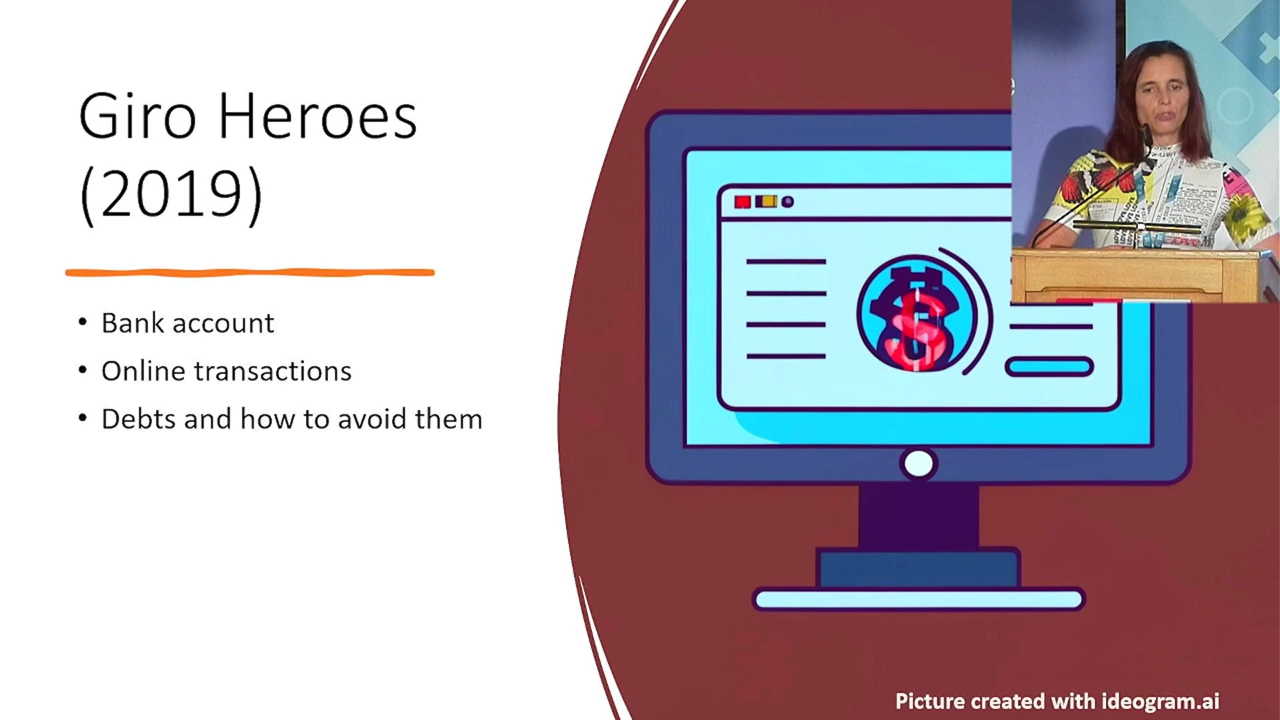 Giro Heroes
(2019)
• Bank account
• Online transactions
• Debts and how to avoid them
Picture created with ideogram.ai